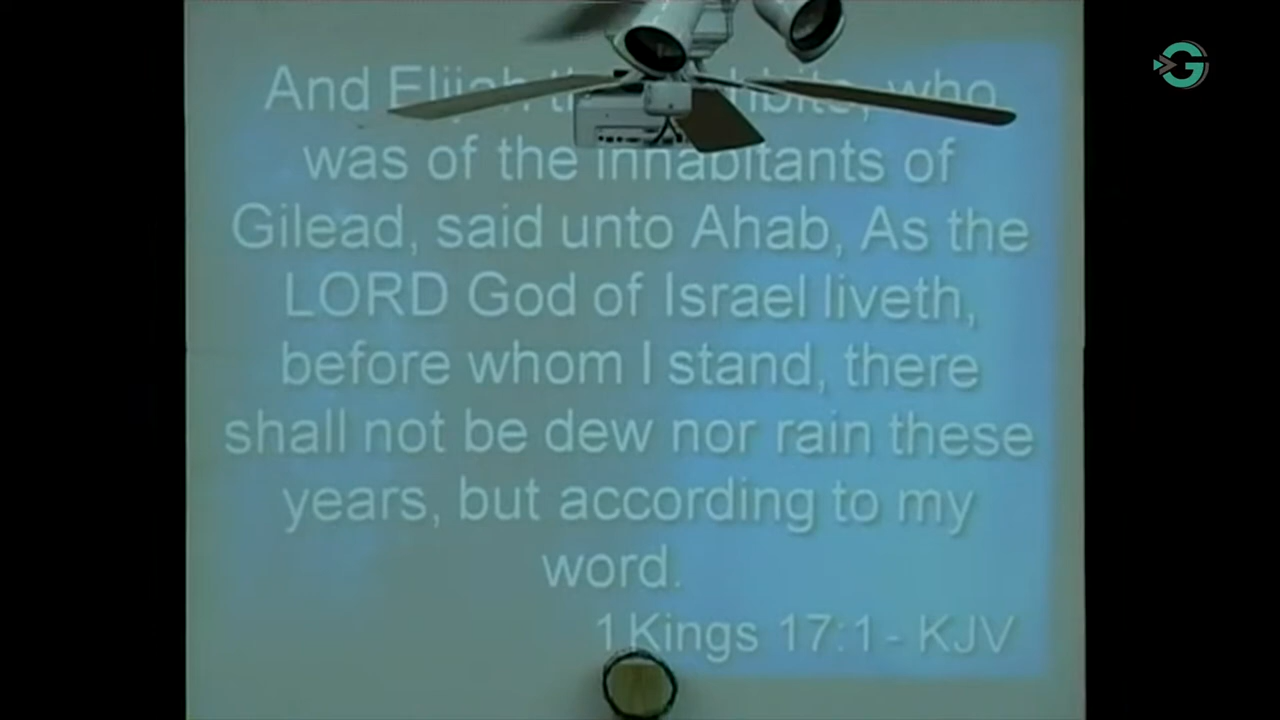 And Elijah the
who
was of the inhabitants of
Gilead, said unto Ahab, As the
LORD God of Israel liveth,
before whom I stand, there
shall not be dew nor rain these
years, but according to my
word.
1Kings 17:1 - KJV
G